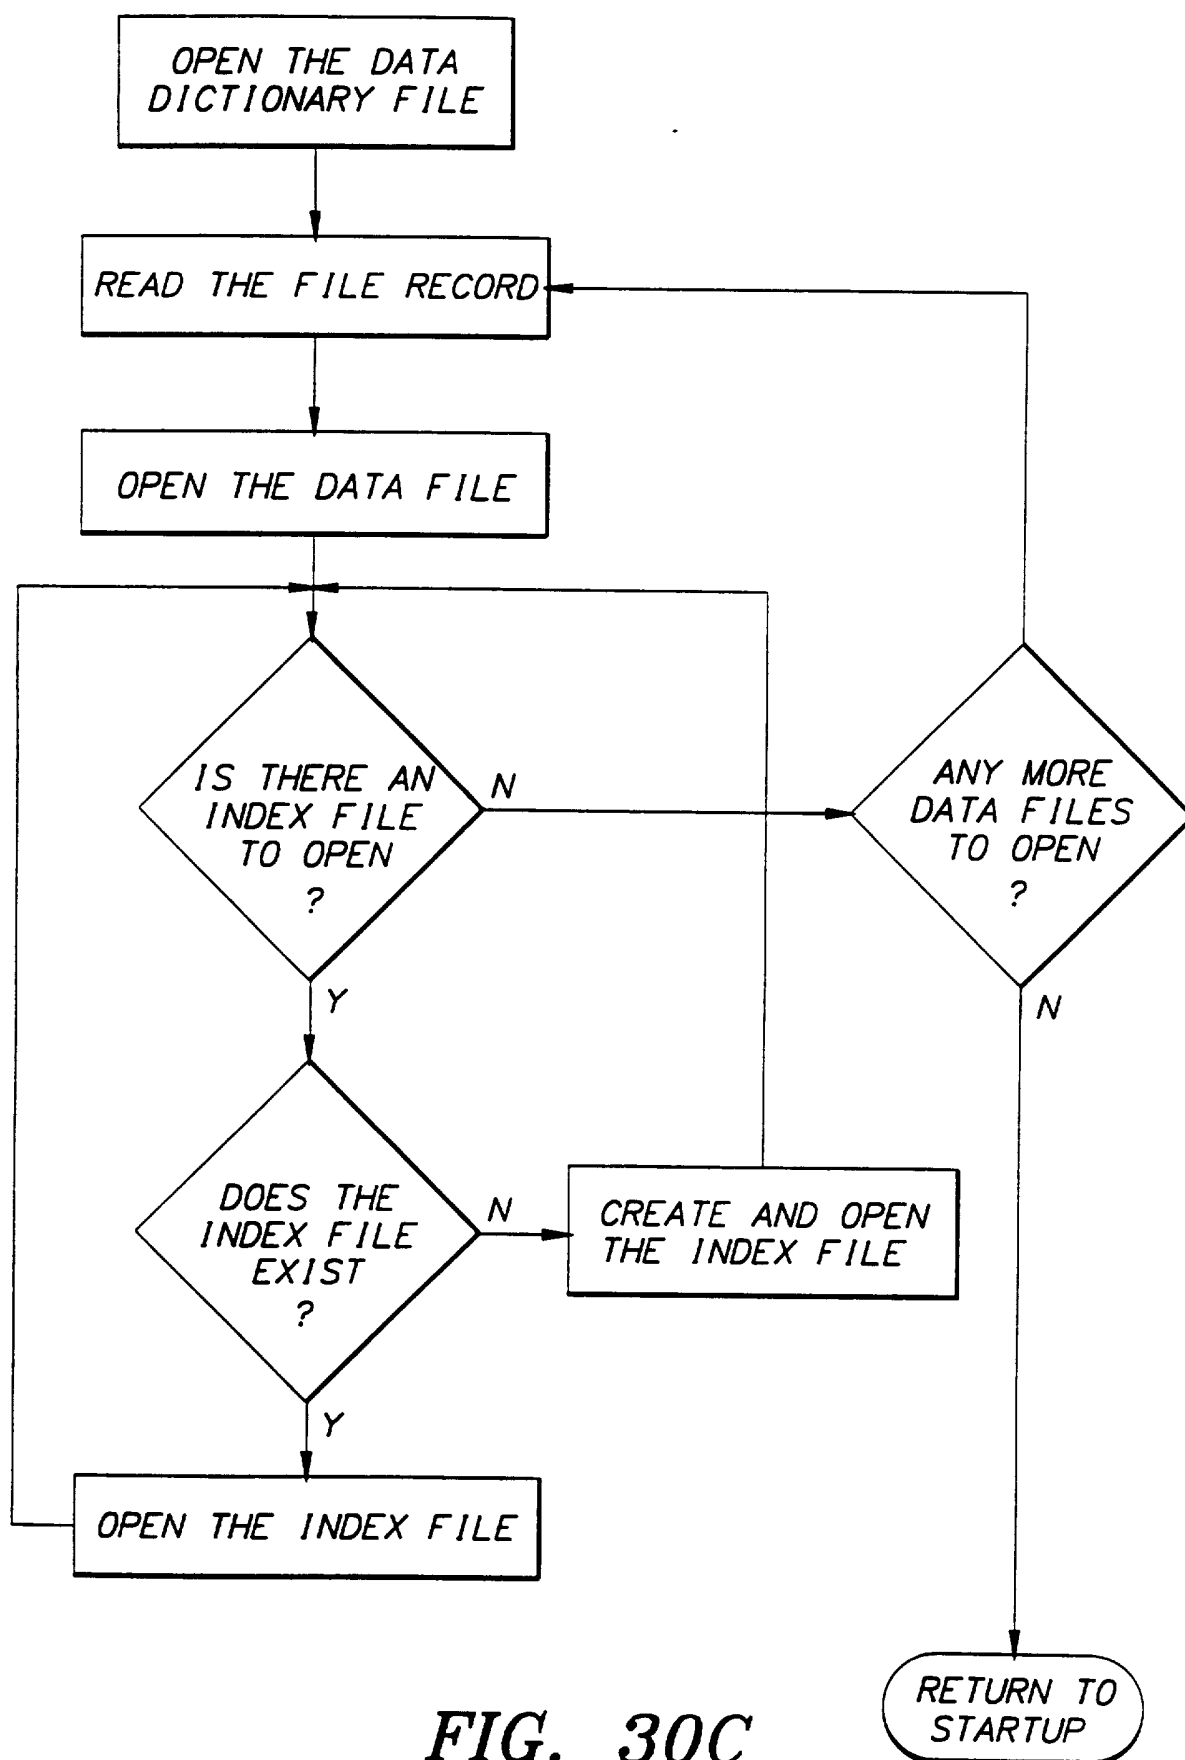 OPEN THE DATA
DICTIONARY FILE
READ THE FILE RECORD
OPEN THE DATA FILE
IS THERE AN
INDEX FILE
TO OPEN
?
N
ANY MORE
DATA FILES
TO OPEN
?
Y
N
DOES THE
INDEX FILE
EXIST
?
N
CREATE AND OPEN
THE INDEX FILE
Y
OPEN THE INDEX FILE
RETURN TO
STARTUP
FIG. 30C